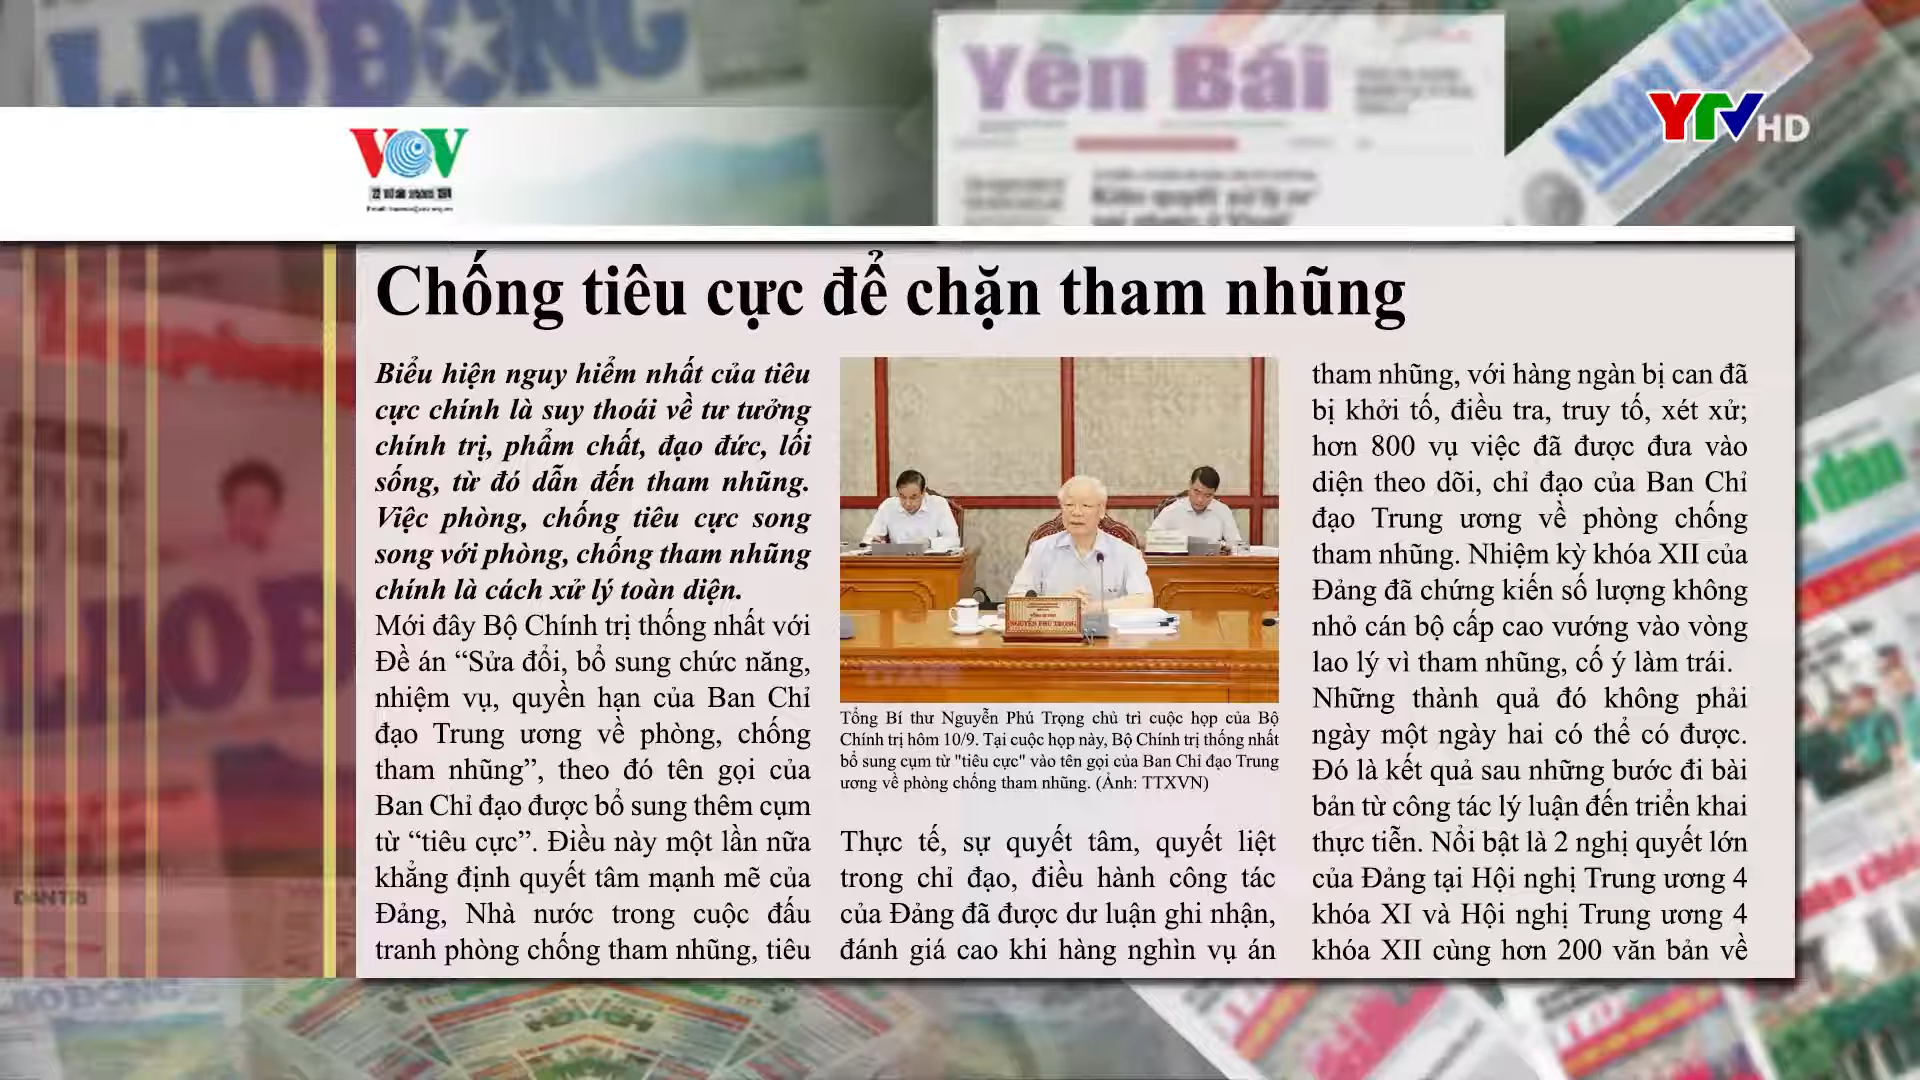 LAO ĐỘNG
Yên Bái
Nhân Dân
YTV HD
VOV
Chống tiêu cực để chặn tham nhũng
Biểu hiện nguy hiểm nhất của tiêu
cực chính là suy thoái về tư tưởng
chính trị, phẩm chất, đạo đức, lối
sống, từ đó dẫn đến tham nhũng.
Việc phòng, chống tiêu cực song
song với phòng, chống tham nhũng
chính là cách xử lý toàn diện.
Mới đây Bộ Chính trị thống nhất với
Đề án “Sửa đổi, bổ sung chức năng,
nhiệm vụ, quyền hạn của Ban Chỉ
đạo Trung ương về phòng, chống
tham nhũng”, theo đó tên gọi của
Ban Chỉ đạo được bổ sung thêm cụm
từ “tiêu cực”. Điều này một lần nữa
khẳng định quyết tâm mạnh mẽ của
Đảng, Nhà nước trong cuộc đấu
tranh phòng chống tham nhũng, tiêu
NGUYỄN PHÚ TRỌNG
Tổng Bí thư Nguyễn Phú Trọng chủ trì cuộc họp của Bộ
Chính trị hôm 10/9. Tại cuộc họp này, Bộ Chính trị thống nhất
bổ sung cụm từ "tiêu cực" vào tên gọi của Ban Chỉ đạo Trung
ương về phòng chống tham nhũng. (Ảnh: TTXVN)
Thực tế, sự quyết tâm, quyết liệt
trong chỉ đạo, điều hành công tác
của Đảng đã được dư luận ghi nhận,
đánh giá cao khi hàng nghìn vụ án
tham nhũng, với hàng ngàn bị can đã
bị khởi tố, điều tra, truy tố, xét xử;
hơn 800 vụ việc đã được đưa vào
diện theo dõi, chỉ đạo của Ban Chỉ
đạo Trung ương về phòng chống
tham nhũng. Nhiệm kỳ khóa XII của
Đảng đã chứng kiến số lượng không
nhỏ cán bộ cấp cao vướng vào vòng
lao lý vì tham nhũng, cố ý làm trái.
Những thành quả đó không phải
ngày một ngày hai có thể có được.
Đó là kết quả sau những bước đi bài
bản từ công tác lý luận đến triển khai
thực tiễn. Nổi bật là 2 nghị quyết lớn
của Đảng tại Hội nghị Trung ương 4
khóa XI và Hội nghị Trung ương 4
khóa XII cùng hơn 200 văn bản về
LAO ĐỘNG
DANTRI
LAO ĐỘNG